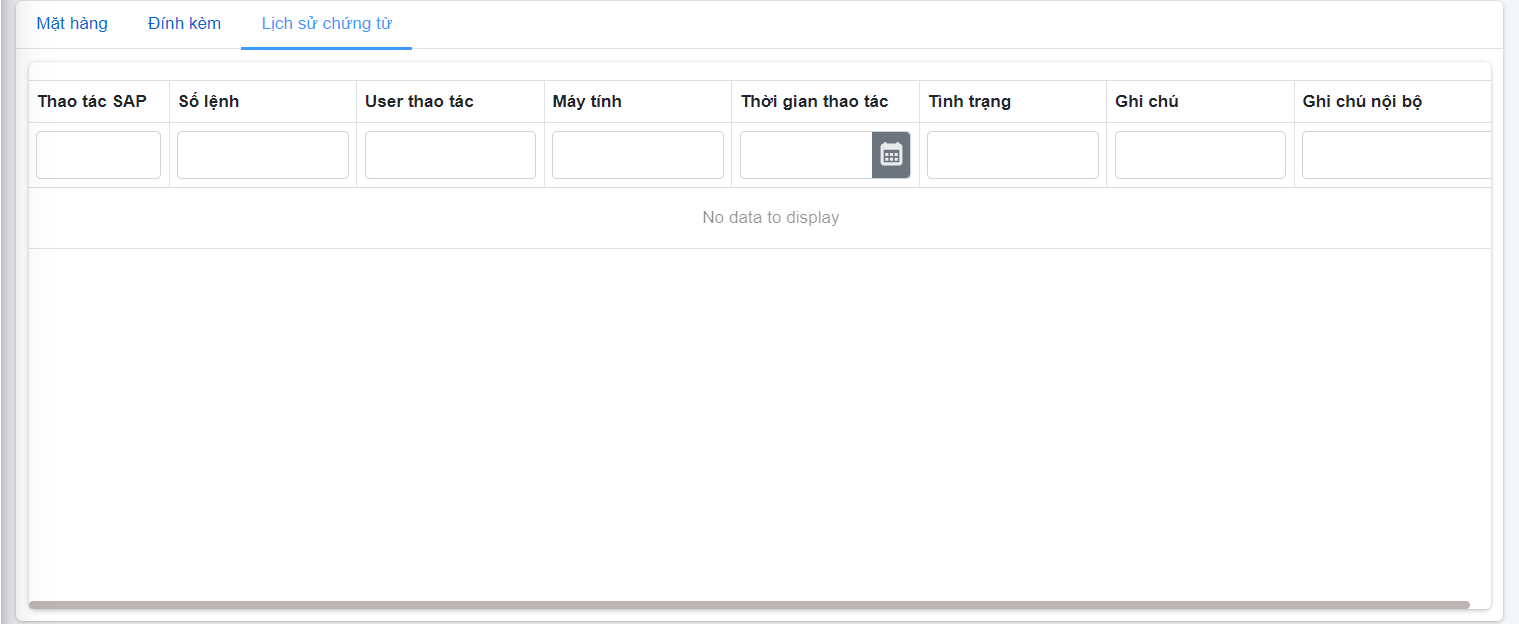 Mặt hàng Đính kèm Lịch sử chứng từ
Thao tác SAP Số lệnh User thao tác Máy tính Thời gian thao tác Tình trạng Ghi chú Ghi chú nội bộ
No data to display